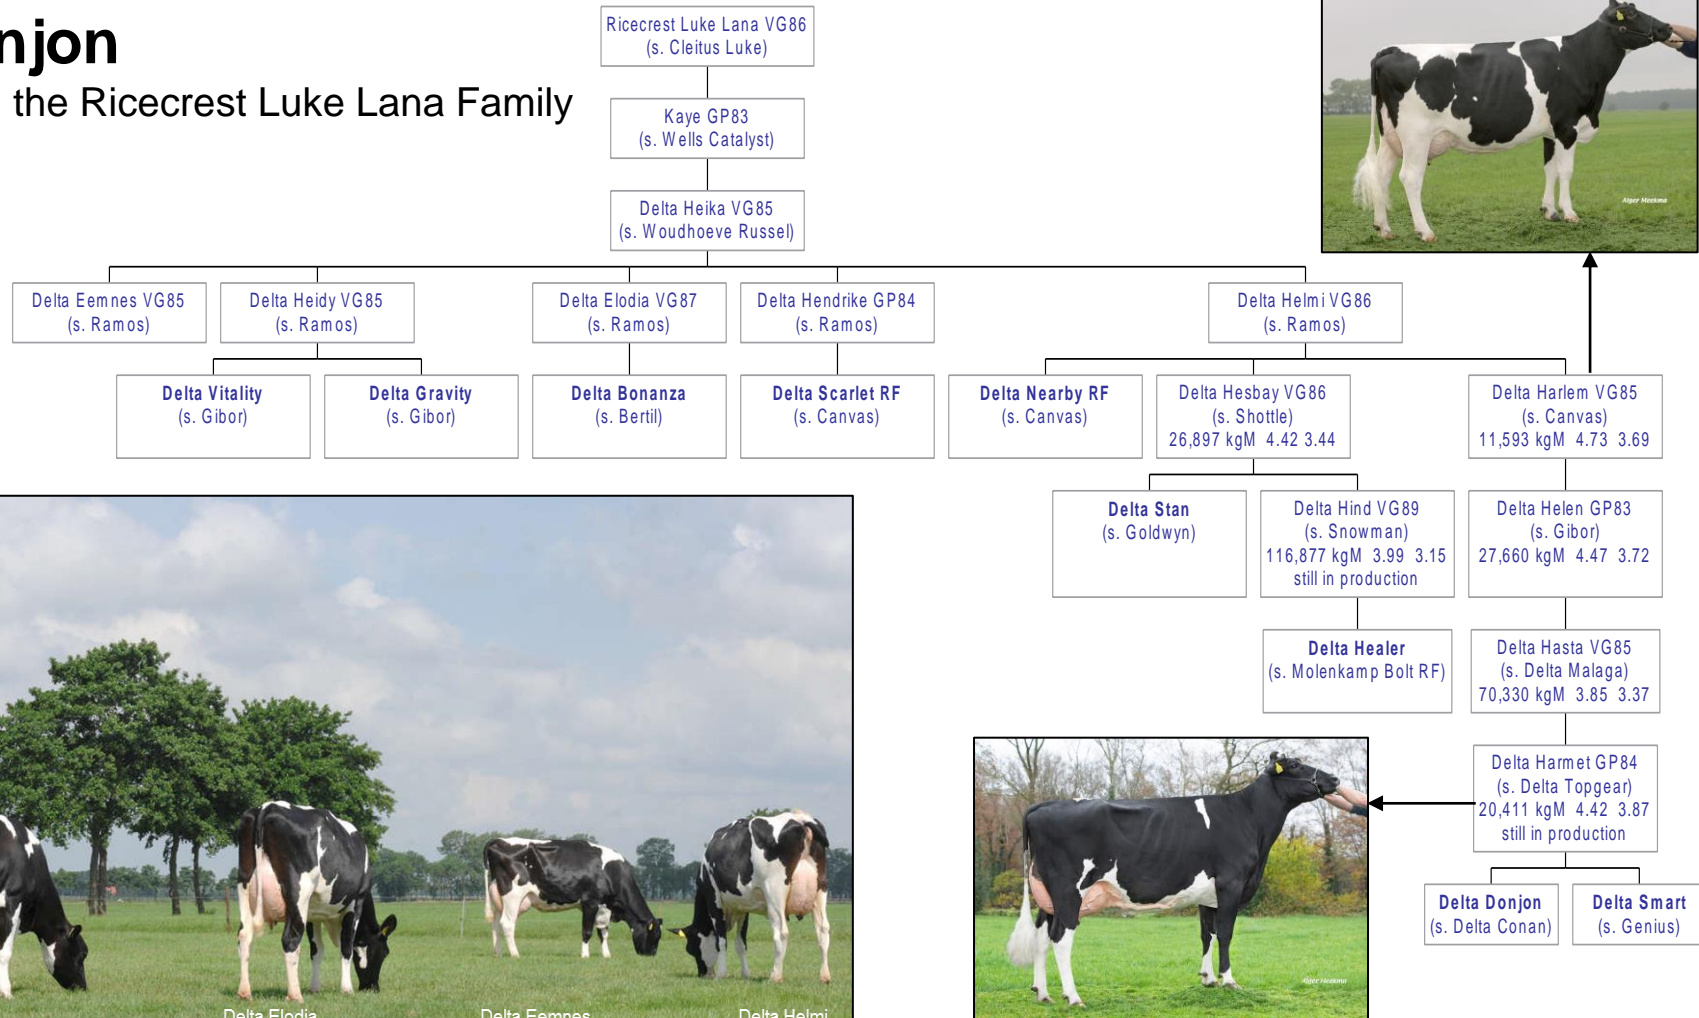 njon
the Ricecrest Luke Lana Family
Ricecrest Luke Lana VG86
(s. Cleitus Luke)
Kaye GP83
(s. Wells Catalyst)
Delta Heika VG85
(s. Woudhoeve Russel)
Delta Eemnes VG85
(s. Ramos)
Delta Heidy VG85
(s. Ramos)
Delta Elodia VG87
(s. Ramos)
Delta Hendrike GP84
(s. Ramos)
Delta Helmi VG86
(s. Ramos)
Delta Vitality
(s. Gibor)
Delta Gravity
(s. Gibor)
Delta Bonanza
(s. Bertil)
Delta Scarlet RF
(s. Canvas)
Delta Nearby RF
(s. Canvas)
Delta Hesbay VG86
(s. Shottle)
26,897 kgM 4.42 3.44
Delta Harlem VG85
(s. Canvas)
11,593 kgM 4.73 3.69
Delta Stan
(s. Goldwyn)
Delta Hind VG89
(s. Snowman)
116,877 kgM 3.99 3.15
still in production
Delta Helen GP83
(s. Gibor)
27,660 kgM 4.47 3.72
Delta Healer
(s. Molenkamp Bolt RF)
Delta Hasta VG85
(s. Delta Malaga)
70,330 kgM 3.85 3.37
Delta Harmet GP84
(s. Delta Topgear)
20,411 kgM 4.42 3.87
still in production
Delta Donjon
(s. Delta Conan)
Delta Smart
(s. Genius)
Alger Meekma
Alger Meekma
Delta Elodia
Delta Eemnes
Delta Helmi